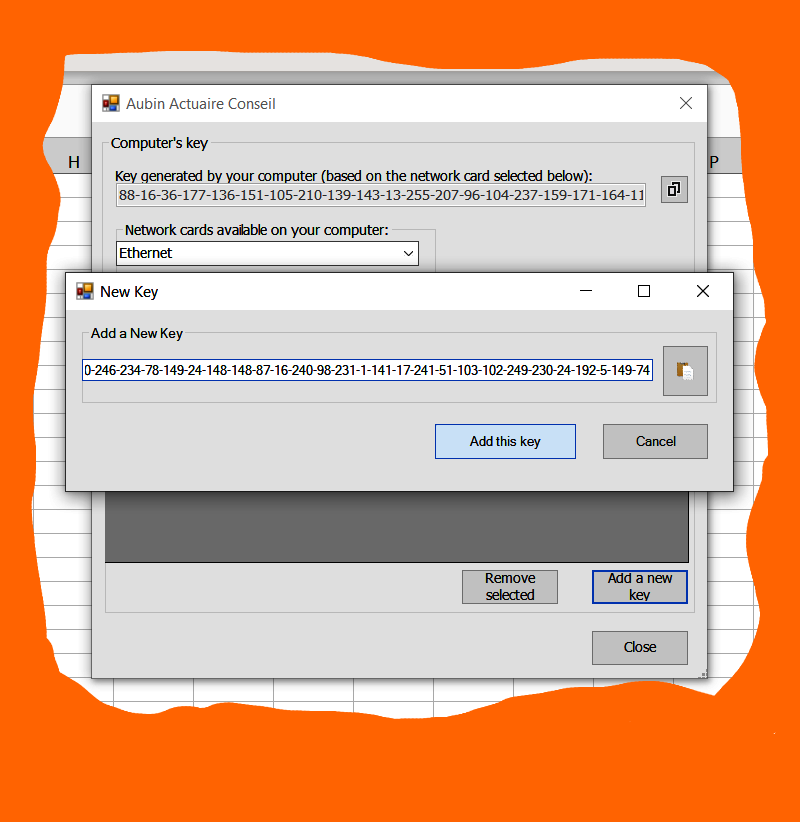 Aubin Actuaire Conseil
Computer's key
H
P
Key generated by your computer (based on the network card selected below):
88-16-36-177-136-151-105-210-139-143-13-255-207-96-104-237-159-171-164-11
Network cards available on your computer:
Ethernet
New Key
Add a New Key
0-246-234-78-149-24-148-148-87-16-240-98-231-1-141-17-241-51-103-102-249-230-24-192-5-149-74
Add this key
Cancel
Remove
selected
Add a new
key
Close